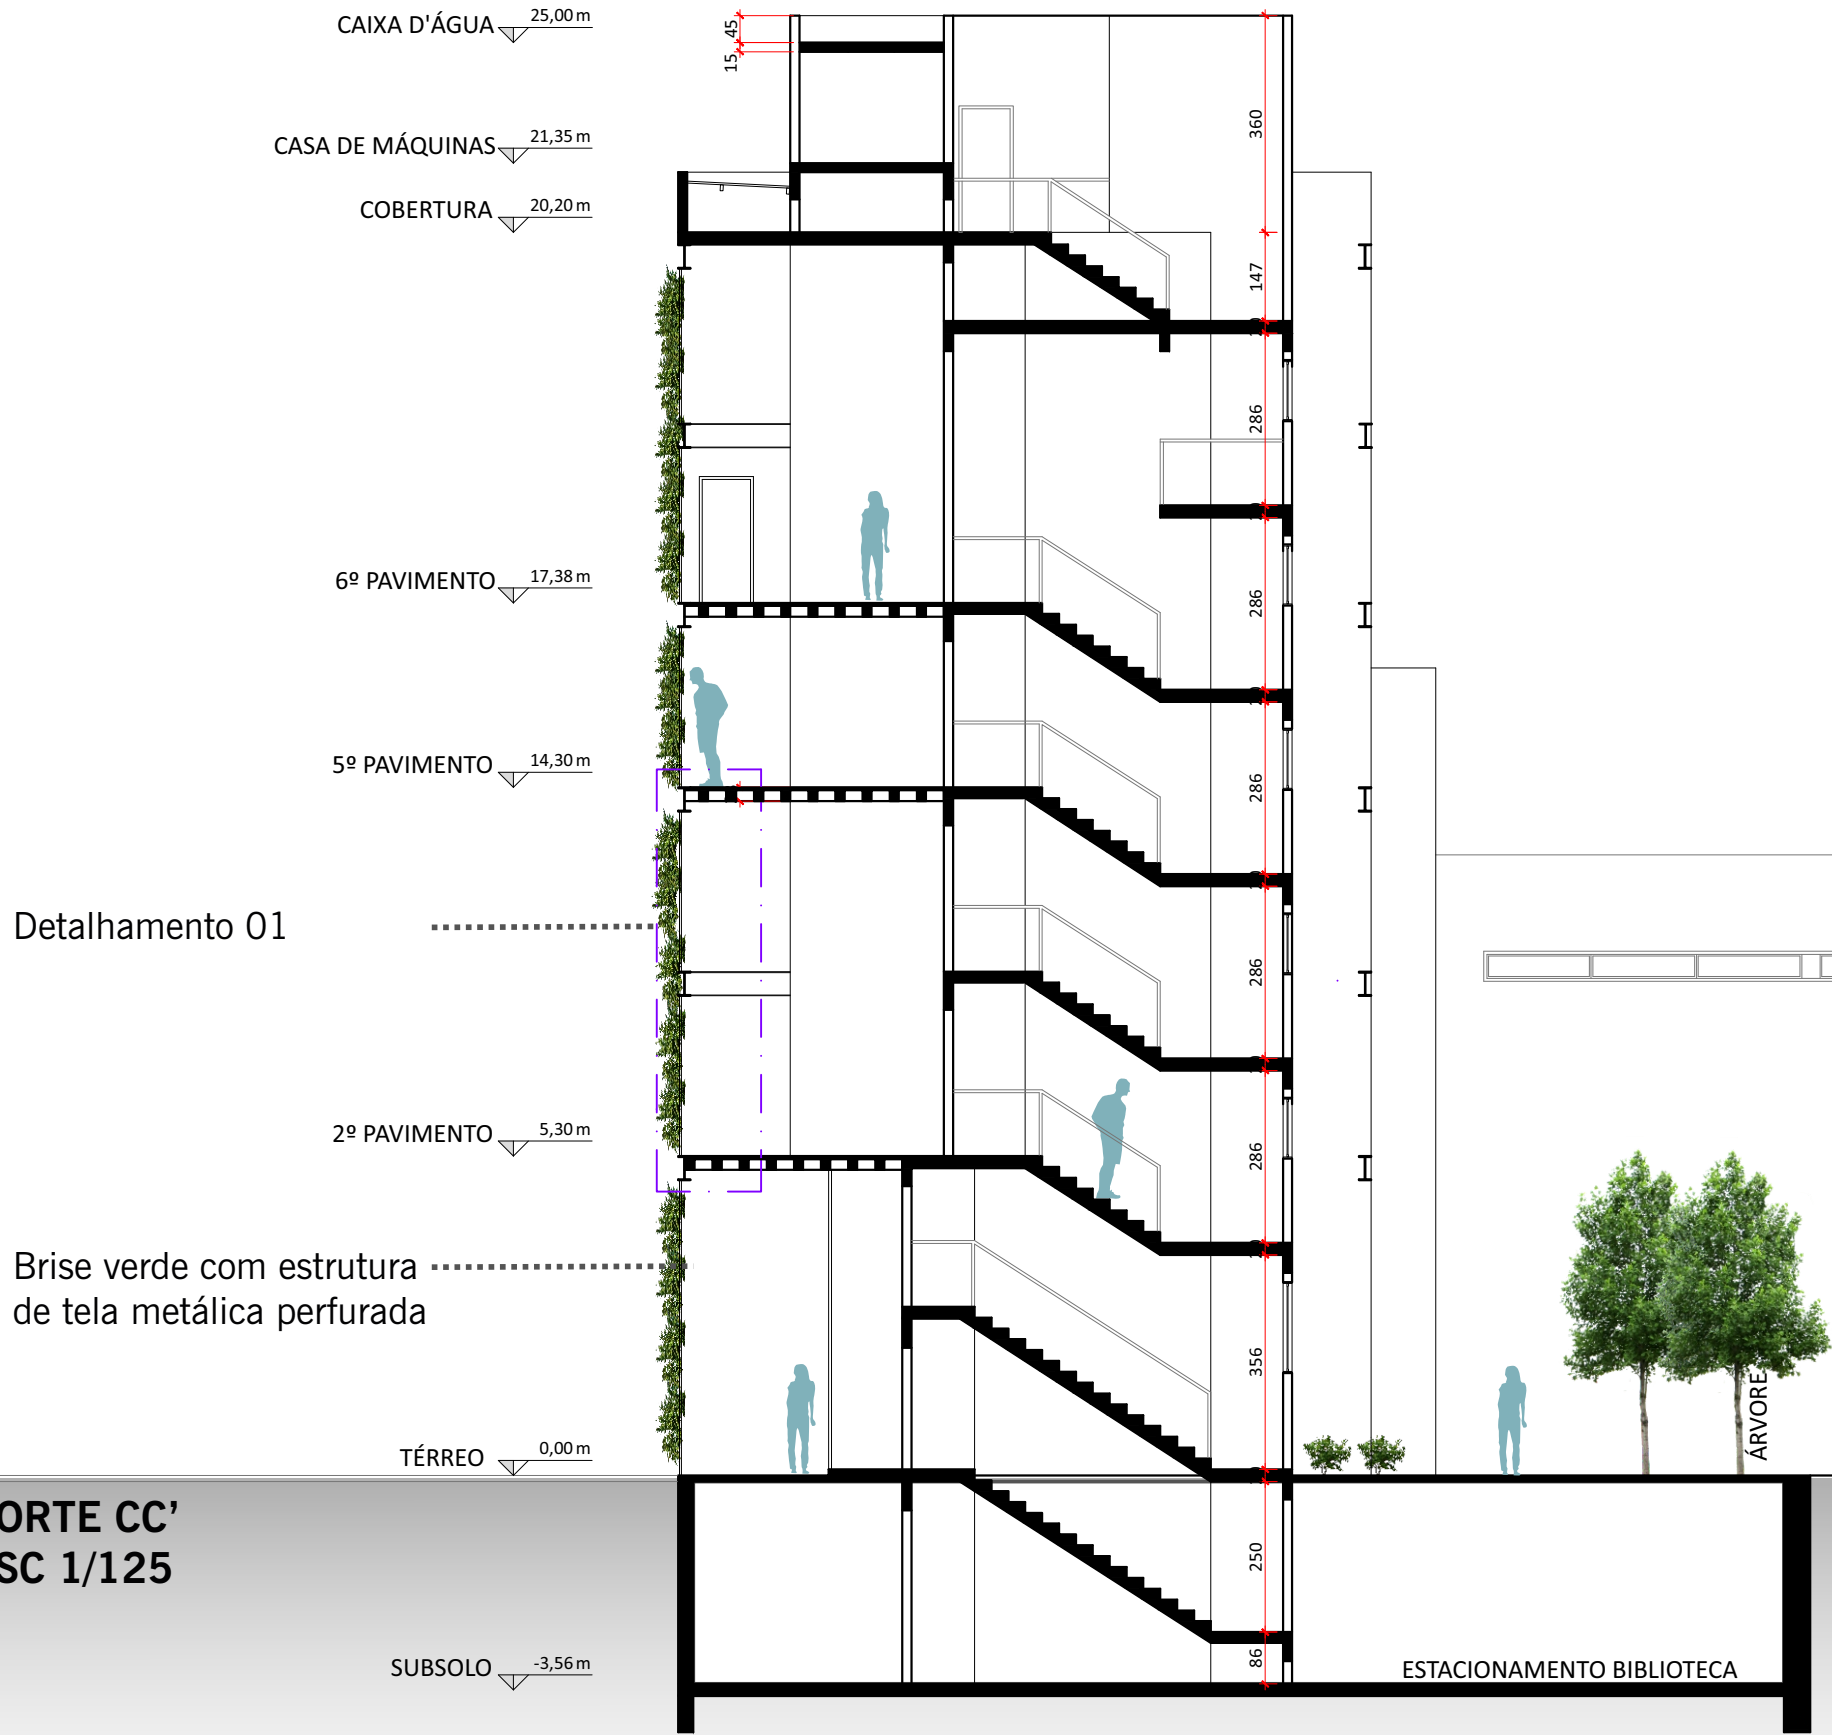 CAIXA D'ÁGUA 25,00 m
45
15
CASA DE MÁQUINAS 21,35 m
360
COBERTURA 20,20 m
147
286
6º PAVIMENTO 17,38 m
286
5º PAVIMENTO 14,30 m
286
Detalhamento 01
286
2º PAVIMENTO 5,30 m
286
Brise verde com estrutura
de tela metálica perfurada
356
ÁRVORE
TÉRREO 0,00 m
ORTE CC’
SC 1/125
250
SUBSOLO -3,56 m
86
ESTACIONAMENTO BIBLIOTECA